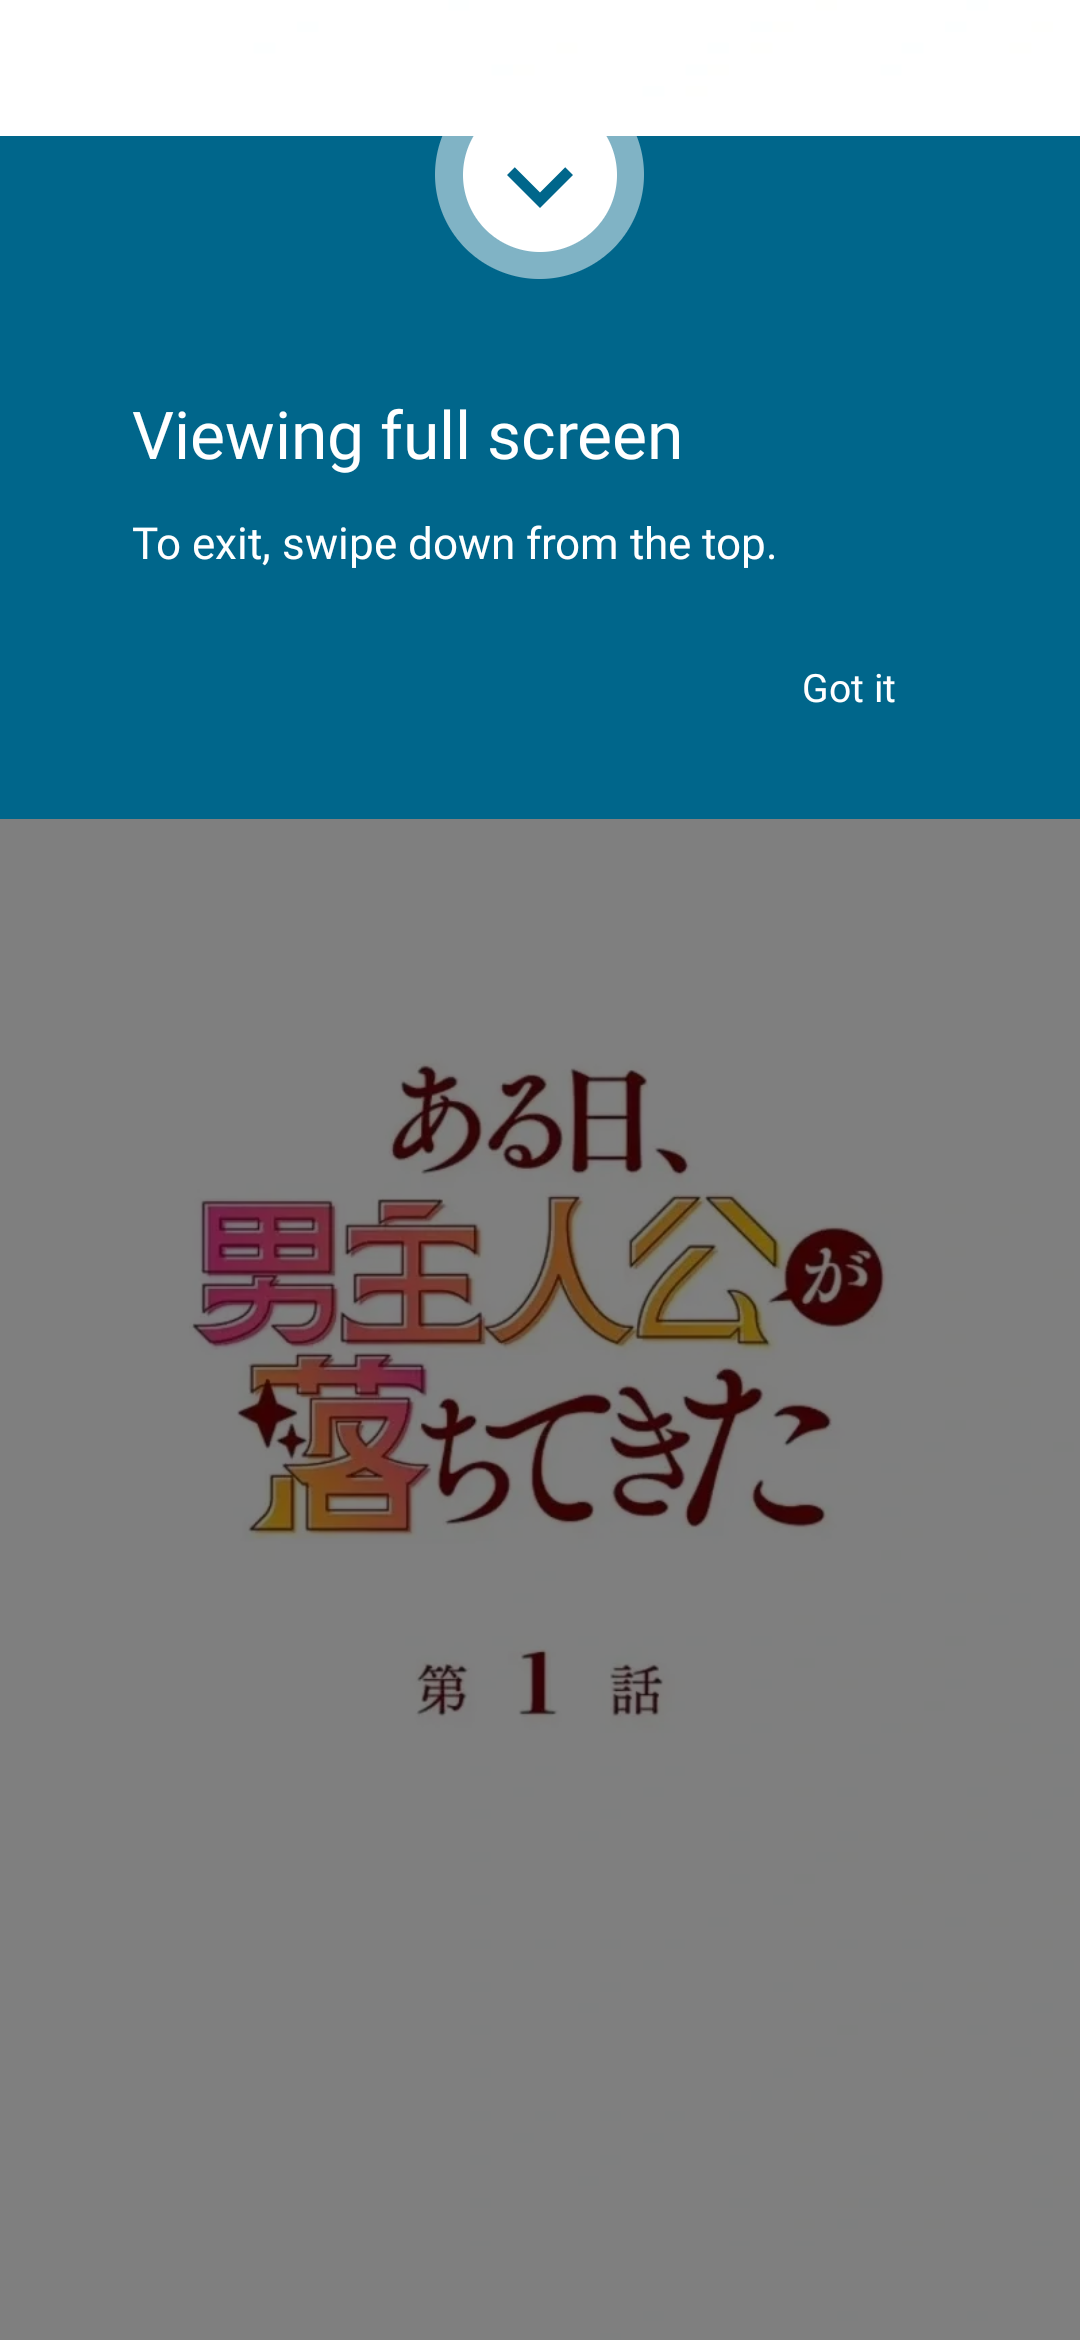 Viewing full screen
To exit, swipe down from the top.
Got it
ある日、
男主人公が
落ちてきた
第 1 話